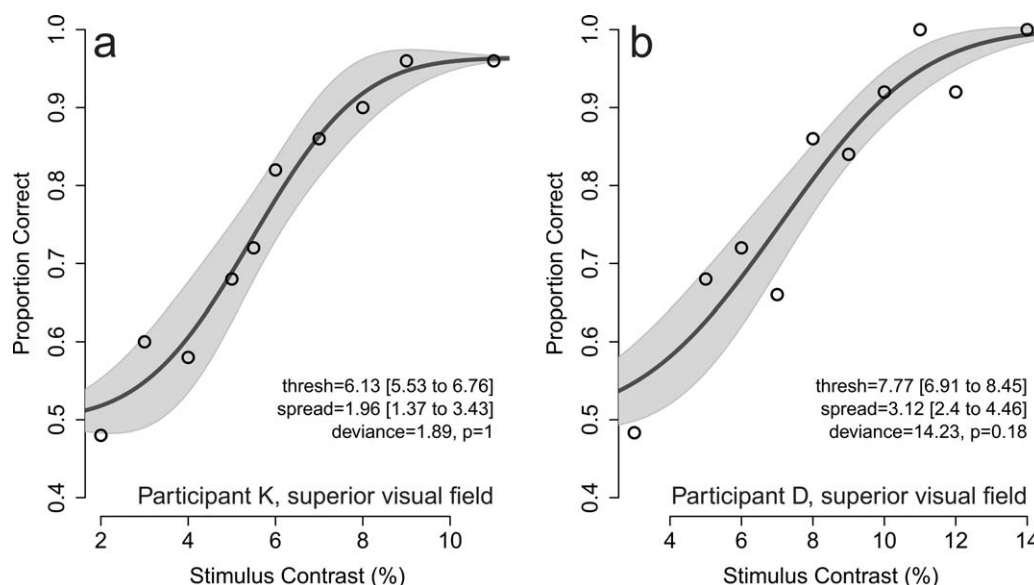 a
1.0
0.9
0.8
0.7
0.6
0.5
0.4
Proportion Correct
thresh=6.13 [5.53 to 6.76]
spread=1.96 [1.37 to 3.43]
deviance=1.89, p=1
Participant K, superior visual field
2 4 6 8 10
Stimulus Contrast (%)
b
1.0
0.9
0.8
0.7
0.6
0.5
0.4
Proportion Correct
thresh=7.77 [6.91 to 8.45]
spread=3.12 [2.4 to 4.46]
deviance=14.23, p=0.18
Participant D, superior visual field
4 6 8 10 12 14
Stimulus Contrast (%)